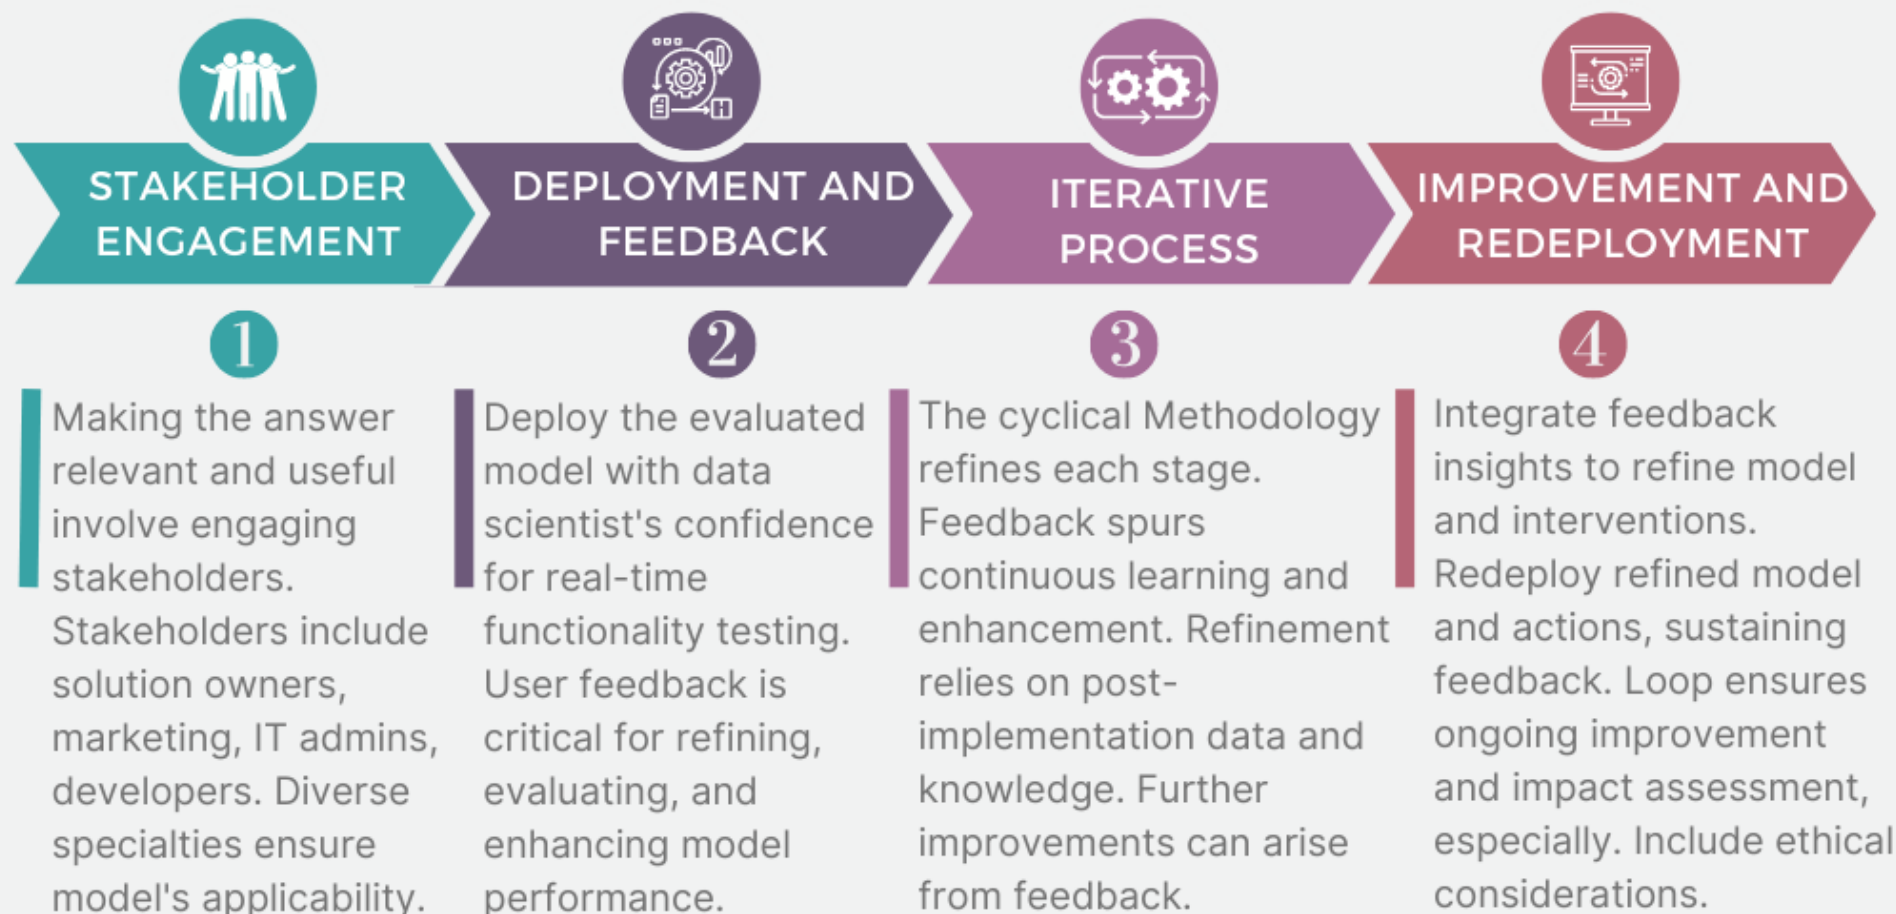 STAKEHOLDER
ENGAGEMENT
DEPLOYMENT AND
FEEDBACK
ITERATIVE
PROCESS
IMPROVEMENT AND
REDEPLOYMENT
1
Making the answer
relevant and useful
involve engaging
stakeholders.
Stakeholders include
solution owners,
marketing, IT admins,
developers. Diverse
specialties ensure
model's applicability.
2
Deploy the evaluated
model with data
scientist's confidence
for real-time
functionality testing.
User feedback is
critical for refining,
evaluating, and
enhancing model
performance.
3
The cyclical Methodology
refines each stage.
Feedback spurs
continuous learning and
enhancement. Refinement
relies on post-
implementation data and
knowledge. Further
improvements can arise
from feedback.
4
Integrate feedback
insights to refine model
and interventions.
Redeploy refined model
and actions, sustaining
feedback. Loop ensures
ongoing improvement
and impact assessment,
especially. Include ethical
considerations.